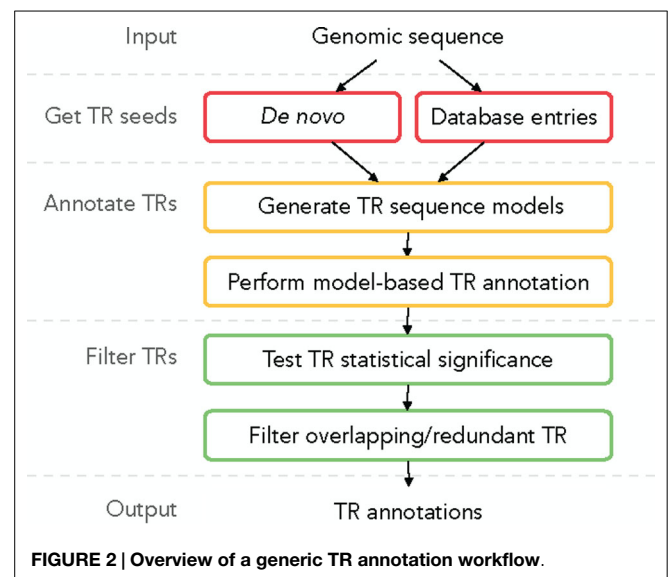 Input
Genomic sequence
Get TR seeds
De novo
Database entries
Annotate TRs
Generate TR sequence models
Perform model-based TR annotation
Filter TRs
Test TR statistical significance
Filter overlapping/redundant TR
Output
TR annotations
FIGURE 2 | Overview of a generic TR annotation workflow.